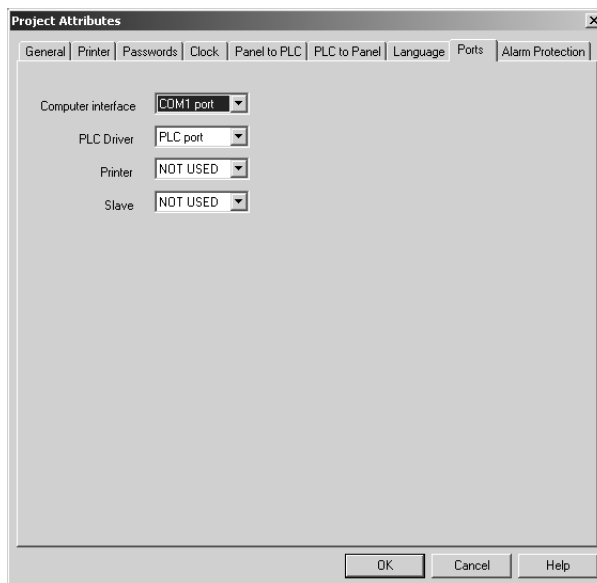 Project Attributes
General Printer Passwords Clock Panel to PLC PLC to Panel Language Ports Alarm Protection
Computer interface COM1 port
PLC Driver PLC port
Printer NOT USED
Slave NOT USED
OK Cancel Help